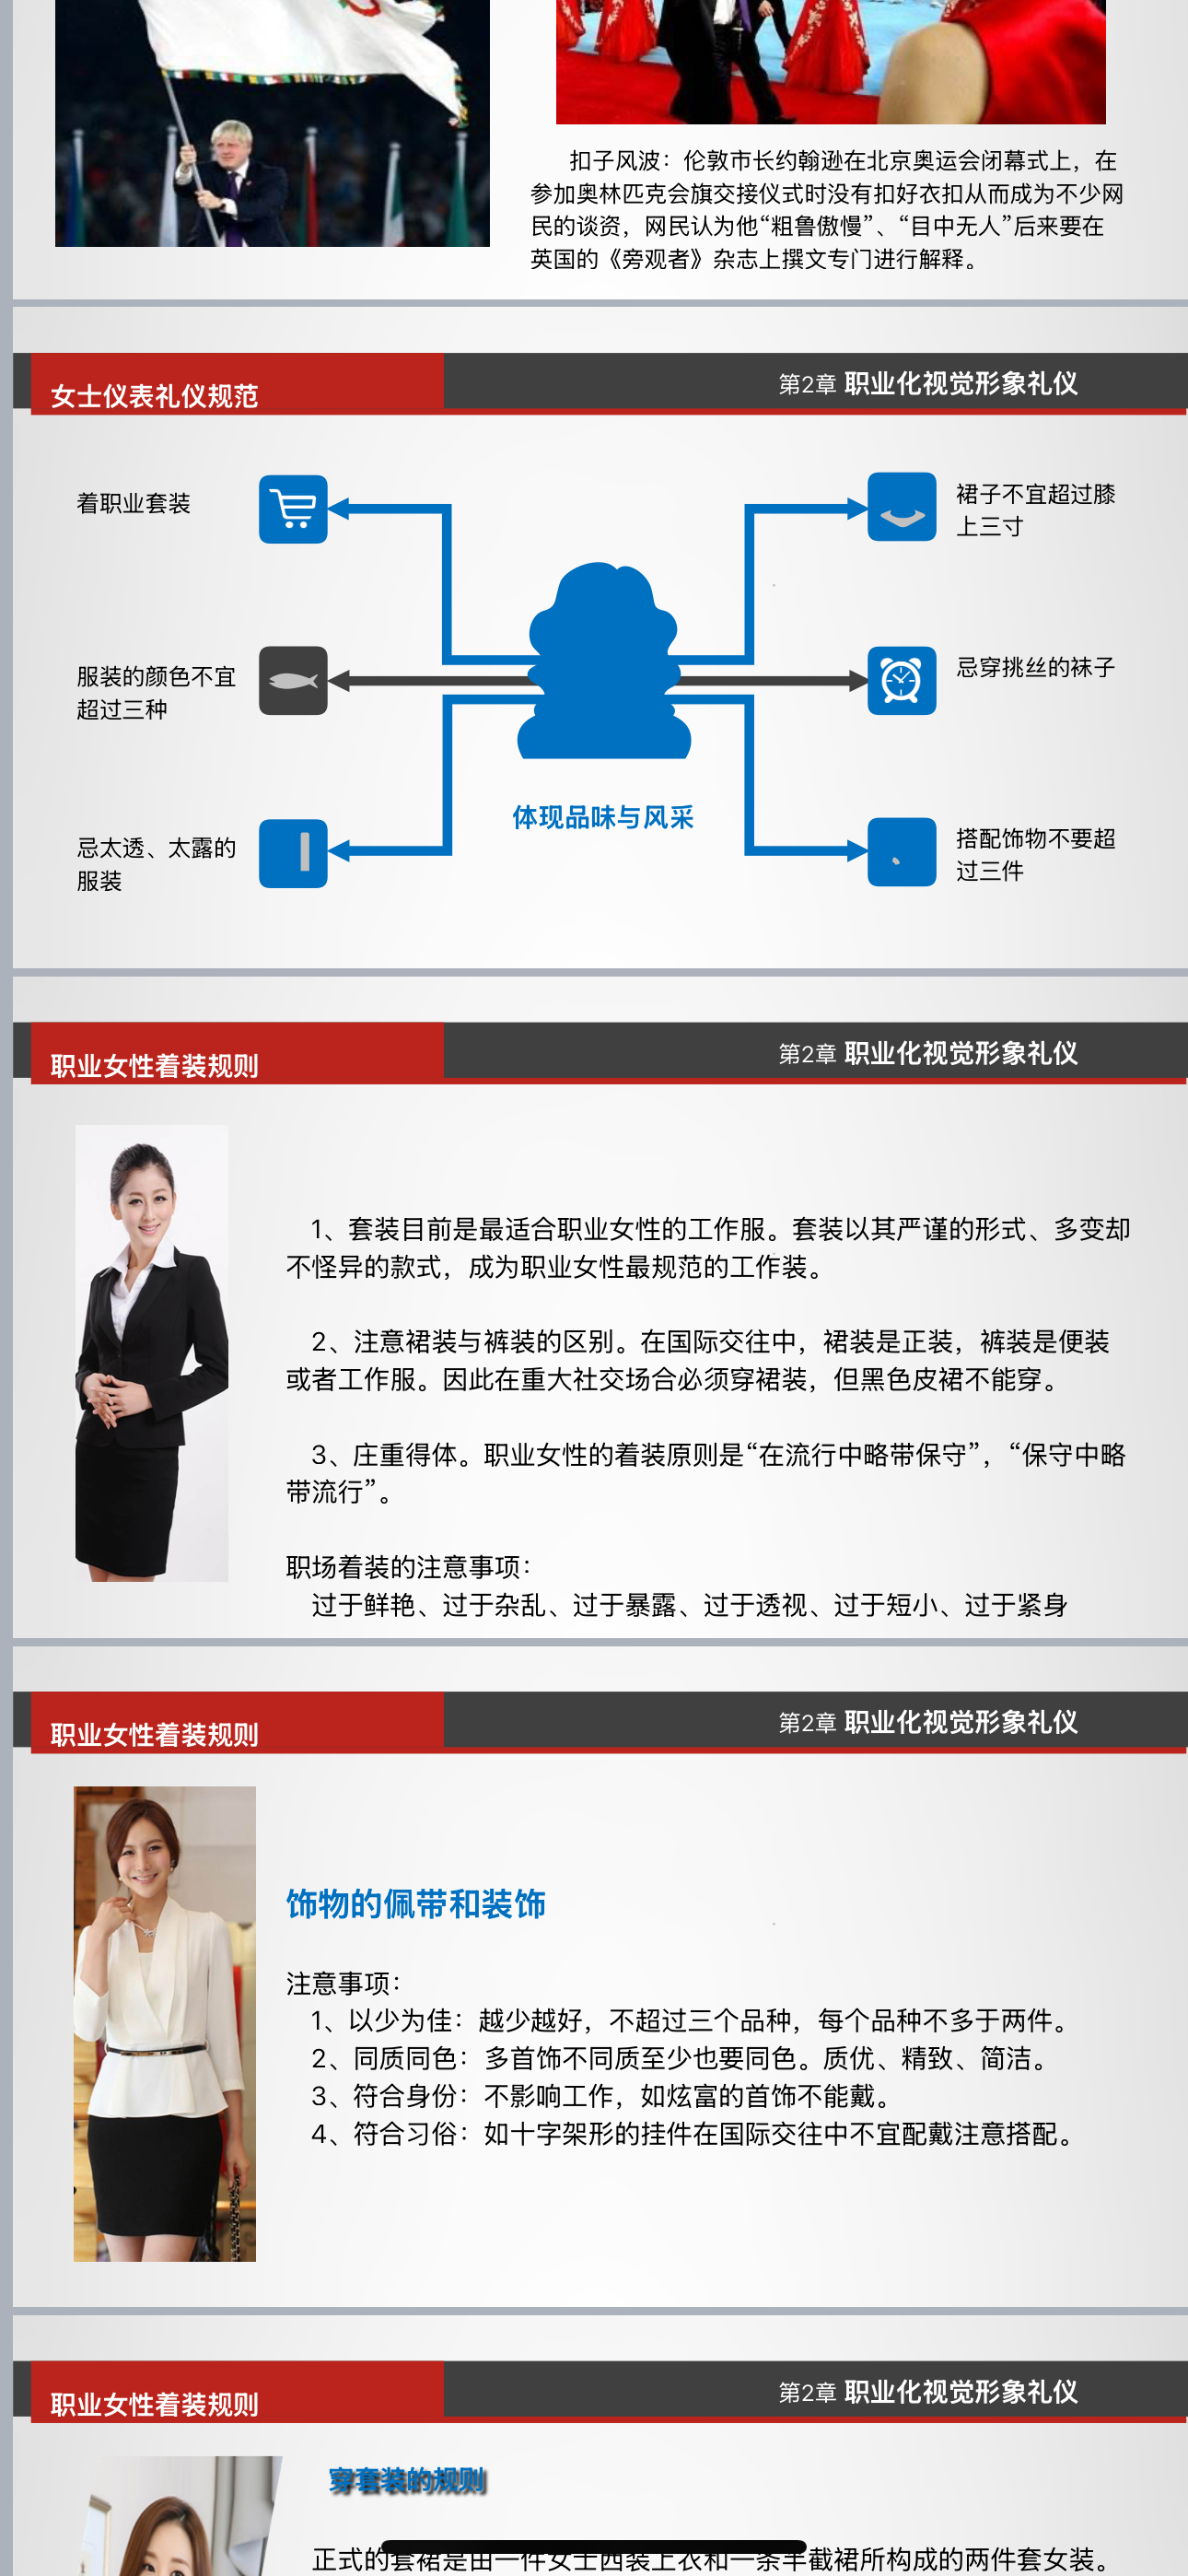 扣子风波：伦敦市长约翰逊在北京奥运会闭幕式上，在
参加奥林匹克会旗交接仪式时没有扣好衣扣从而成为不少网
民的谈资，网民认为他“粗鲁傲慢”、“目中无人”后来要在
英国的《旁观者》杂志上撰文专门进行解释。
女士仪表礼仪规范
第2章 职业化视觉形象礼仪
着职业套装
裙子不宜超过膝
上三寸
服装的颜色不宜
超过三种
忌穿挑丝的袜子
体现品味与风采
忌太透、太露的
服装
搭配饰物不要超
过三件
职业女性着装规则
第2章 职业化视觉形象礼仪
1、套装目前是最适合职业女性的工作服。套装以其严谨的形式、多变却
不怪异的款式，成为职业女性最规范的工作装。
2、注意裙装与裤装的区别。在国际交往中，裙装是正装，裤装是便装
或者工作服。因此在重大社交场合必须穿裙装，但黑色皮裙不能穿。
3、庄重得体。职业女性的着装原则是“在流行中略带保守”，“保守中略
带流行”。
职场着装的注意事项：
过于鲜艳、过于杂乱、过于暴露、过于透视、过于短小、过于紧身
职业女性着装规则
第2章 职业化视觉形象礼仪
饰物的佩带和装饰
注意事项：
1、以少为佳：越少越好，不超过三个品种，每个品种不多于两件。
2、同质同色：多首饰不同质至少也要同色。质优、精致、简洁。
3、符合身份：不影响工作，如炫富的首饰不能戴。
4、符合习俗：如十字架形的挂件在国际交往中不宜配戴注意搭配。
职业女性着装规则
第2章 职业化视觉形象礼仪
穿套装的规则
正式的套裙是由一件女士西装上衣和一条半截裙所构成的两件套女装。